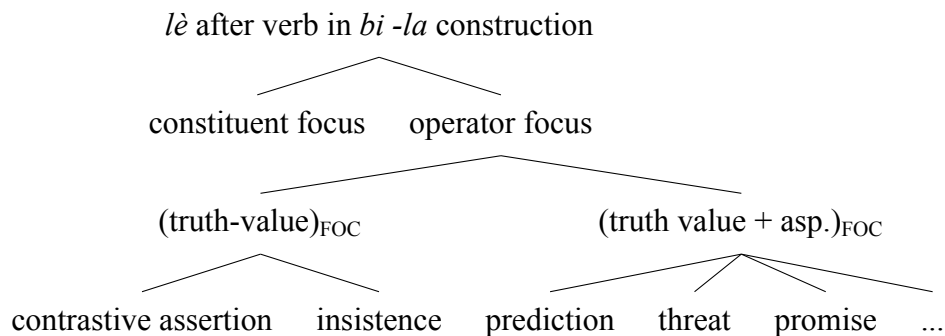 lè after verb in bi -la construction
constituent focus operator focus
(truth-value)FOC (truth value + asp.)FOC
contrastive assertion insistence prediction threat promise ...